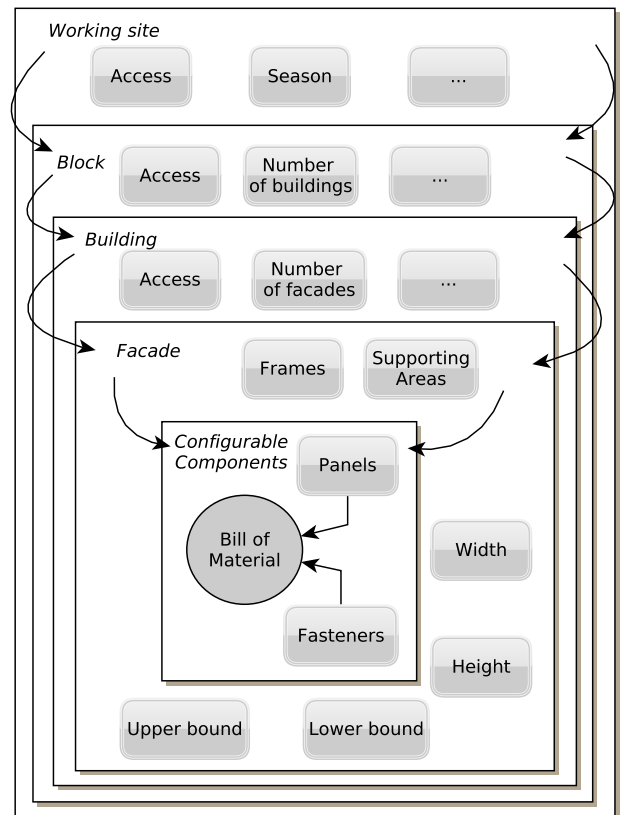 Working site
Access
Season
...
Block
Access
Number
of buildings
...
Building
Access
Number
of facades
...
Facade
Frames
Supporting
Areas
Configurable
Components
Panels
Bill of
Material
Width
Fasteners
Height
Upper bound
Lower bound